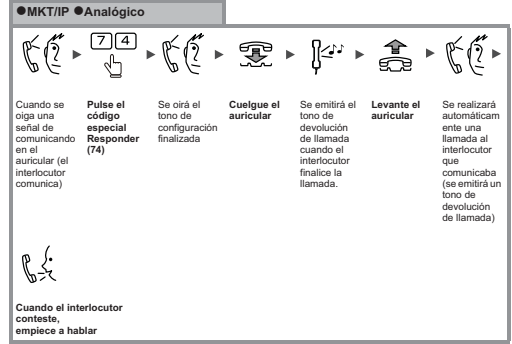 ●MKT/IP ●Analógico
7 4
Cuando se
oiga una
señal de
comunicando
en el
auricular (el
interlocutor
comunica)
Pulse el
código
especial
Responder
(74)
Se oirá el
tono de
configuración
finalizada
Cuelgue el
auricular
Se emitirá el
tono de
devolución
de llamada
cuando el
interlocutor
finalice la
llamada.
Levante el
auricular
Se realizará
automáticam
ente una
llamada al
interlocutor
que
comunicaba
(se emitirá un
tono de
devolución
de llamada)
Cuando el interlocutor
conteste,
empiece a hablar